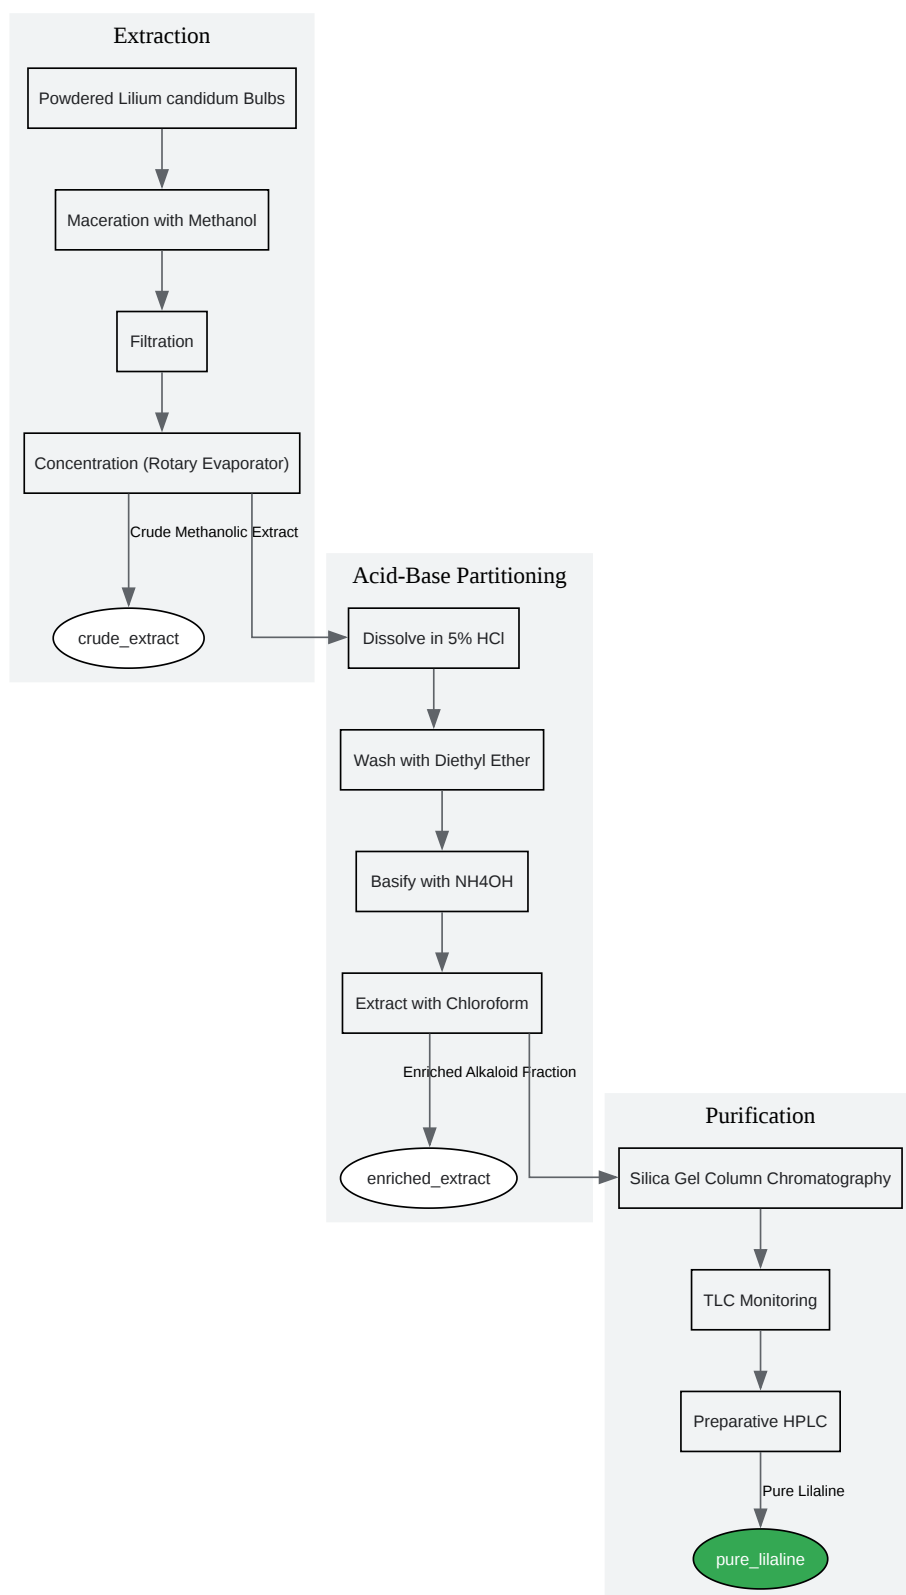 Extraction
Powdered Lilium candidum Bulbs
Maceration with Methanol
Filtration
Concentration (Rotary Evaporator)
Crude Methanolic Extract
crude_extract
Acid-Base Partitioning
Dissolve in 5% HCl
Wash with Diethyl Ether
Basify with NH4OH
Extract with Chloroform
Enriched Alkaloid Fraction
enriched_extract
Purification
Silica Gel Column Chromatography
TLC Monitoring
Preparative HPLC
Pure Lilaline
pure_lilaline